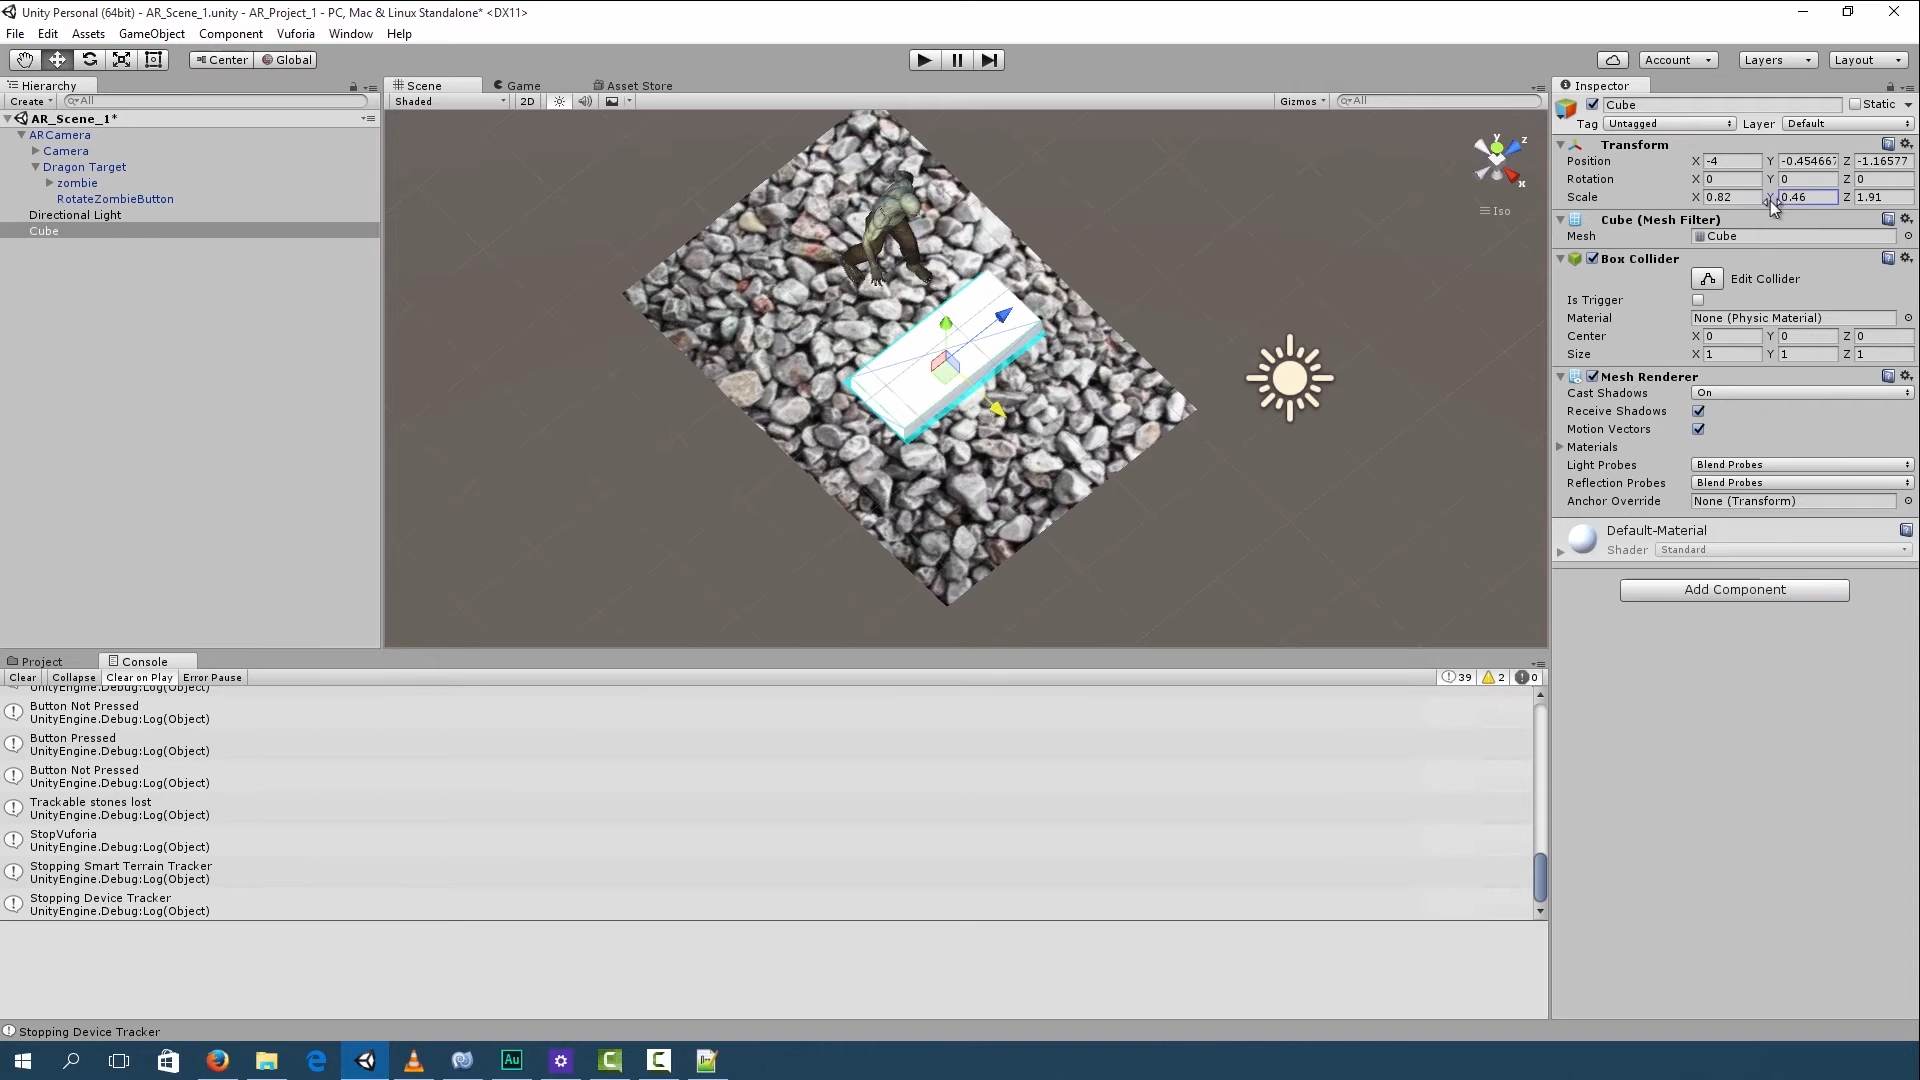 Unity Personal (64bit) - AR_Scene_1.unity - AR_Project_1 - PC, Mac & Linux Standalone* <DX11>
File Edit Assets GameObject Component Vuforia Window Help
Center Global Account Layers Layout
Hierarchy Scene Game Asset Store Inspector
Create All Shaded 2D Gizmos All
Cube Static
Tag Untagged Layer Default
AR_Scene_1*
ARCamera
Camera
Dragon Target
zombie
RotateZombieButton
Directional Light
Cube
y z x
Iso
Transform
Position X -4 Y -0.454667 Z -1.16577
Rotation X 0 Y 0 Z 0
Scale X 0.82 Y 0.46 Z 1.91
Cube (Mesh Filter)
Mesh Cube
Box Collider
Edit Collider
Is Trigger
Material None (Physic Material)
Center X 0 Y 0 Z 0
Size X 1 Y 1 Z 1
Mesh Renderer
Cast Shadows On
Receive Shadows
Motion Vectors
Materials
Light Probes Blend Probes
Reflection Probes Blend Probes
Anchor Override None (Transform)
Default-Material
Shader Standard
Add Component
Project Console
Clear Collapse Clear on Play Error Pause 39 2 0
UnityEngine.Debug:Log(Object)
Button Not Pressed
UnityEngine.Debug:Log(Object)
Button Pressed
UnityEngine.Debug:Log(Object)
Button Not Pressed
UnityEngine.Debug:Log(Object)
Trackable stones lost
UnityEngine.Debug:Log(Object)
StopVuforia
UnityEngine.Debug:Log(Object)
Stopping Smart Terrain Tracker
UnityEngine.Debug:Log(Object)
Stopping Device Tracker
UnityEngine.Debug:Log(Object)
Stopping Device Tracker
Au